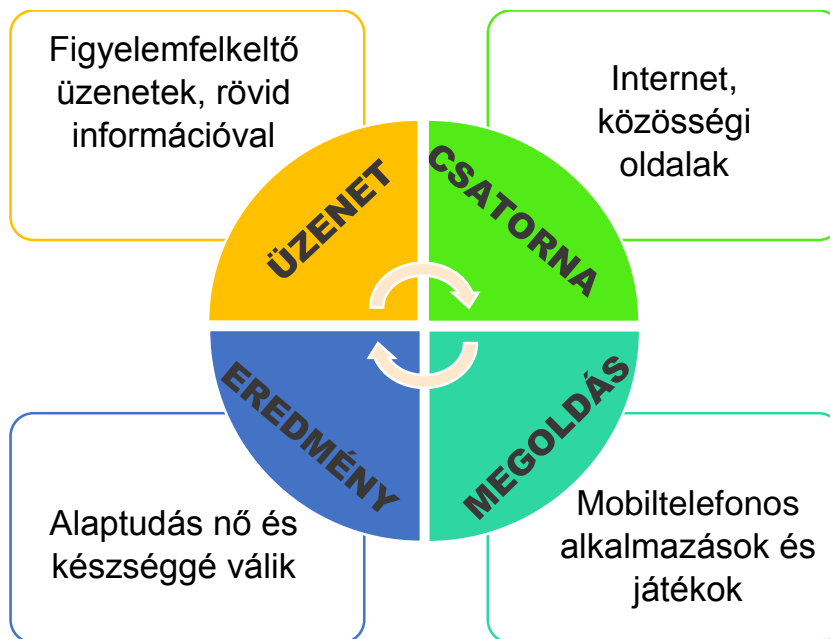 Figyelemfelkeltő
üzenetek, rövid
információval
Internet,
közösségi
oldalak
ÜZENET
CSATORNA
EREDMÉNY
MEGOLDÁS
Alaptudás nő és
készséggé válik
Mobiltelefonos
alkalmazások és
játékok